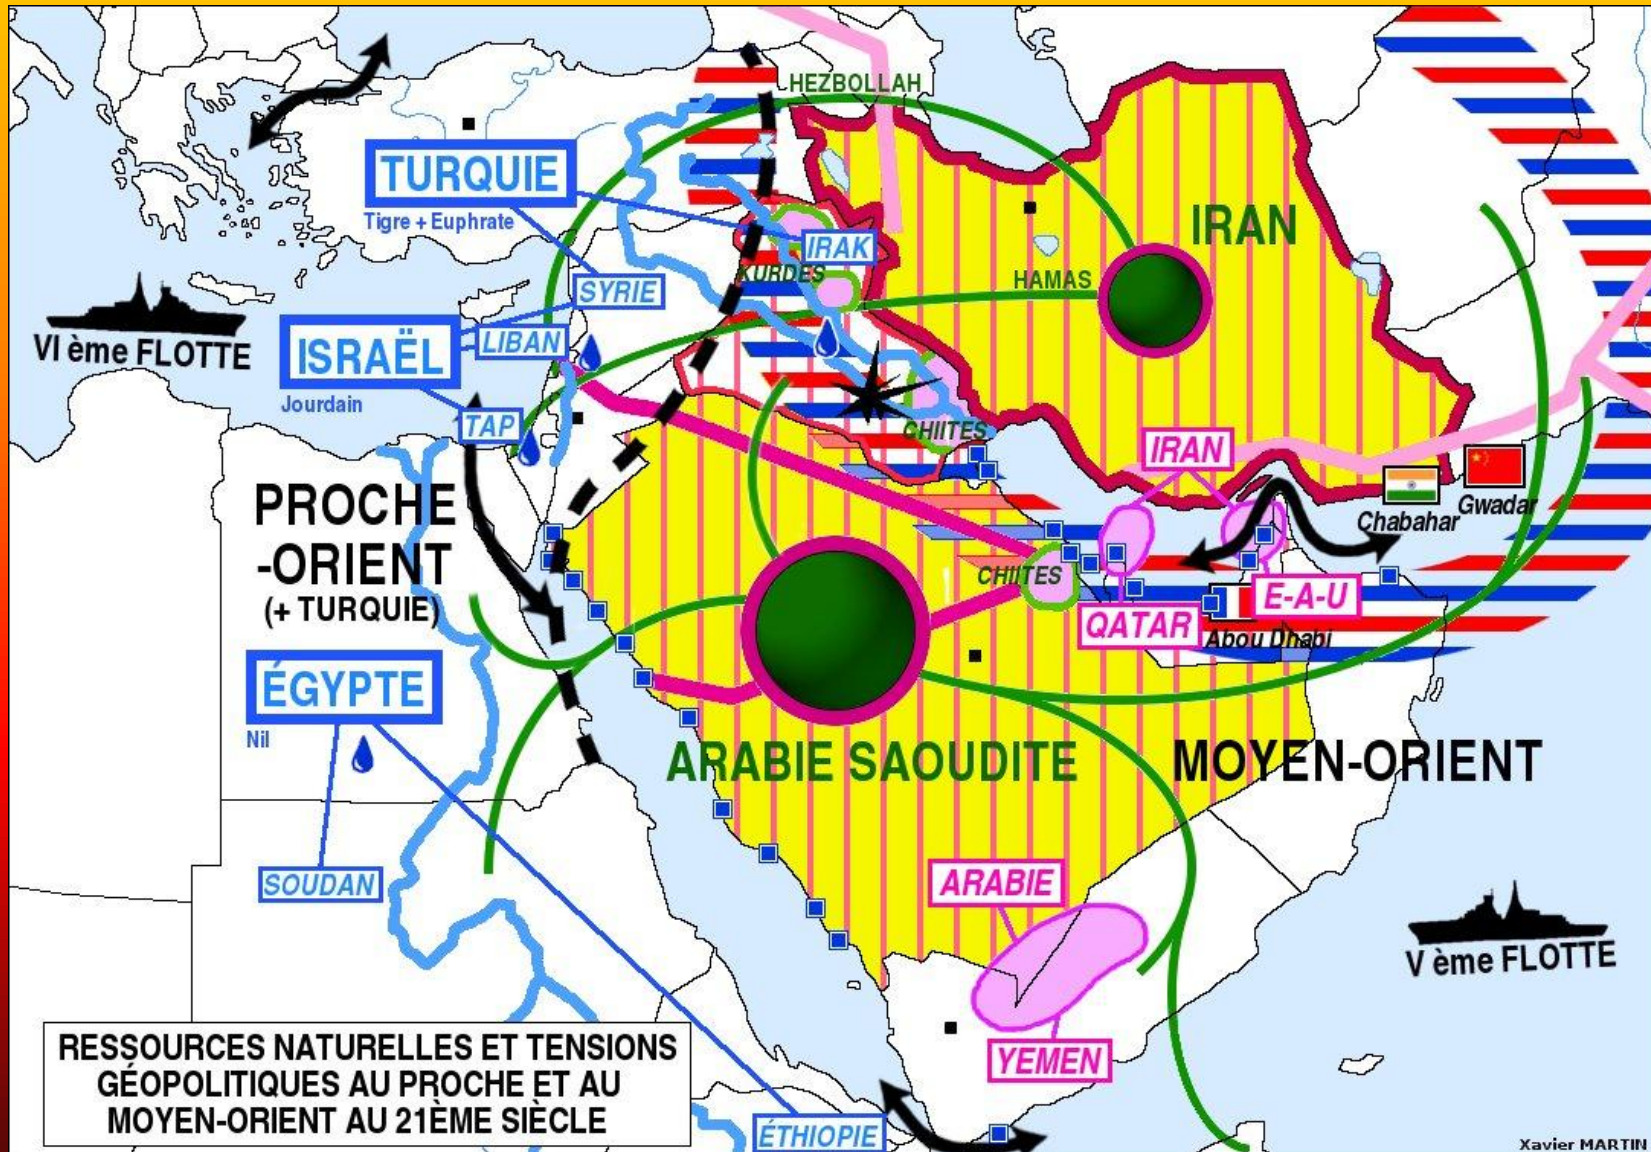 HEZBOLLAH
TURQUIE
Tigre + Euphrate
IRAK
KURDES
SYRIE
IRAN
HAMAS
VI ème FLOTTE
ISRAËL
LIBAN
Jourdain
TAP
CHIITES
IRAN
PROCHE
-ORIENT
(+ TURQUIE)
Chabahar
Gwadar
CHIITES
QATAR
E-A-U
Abou Dhabi
ÉGYPTE
Nil
ARABIE SAOUDITE
MOYEN-ORIENT
SOUDAN
ARABIE
V ème FLOTTE
YEMEN
RESSOURCES NATURELLES ET TENSIONS
GÉOPOLITIQUES AU PROCHE ET AU
MOYEN-ORIENT AU 21ÈME SIÈCLE
ÉTHIOPIE
Xavier MARTIN